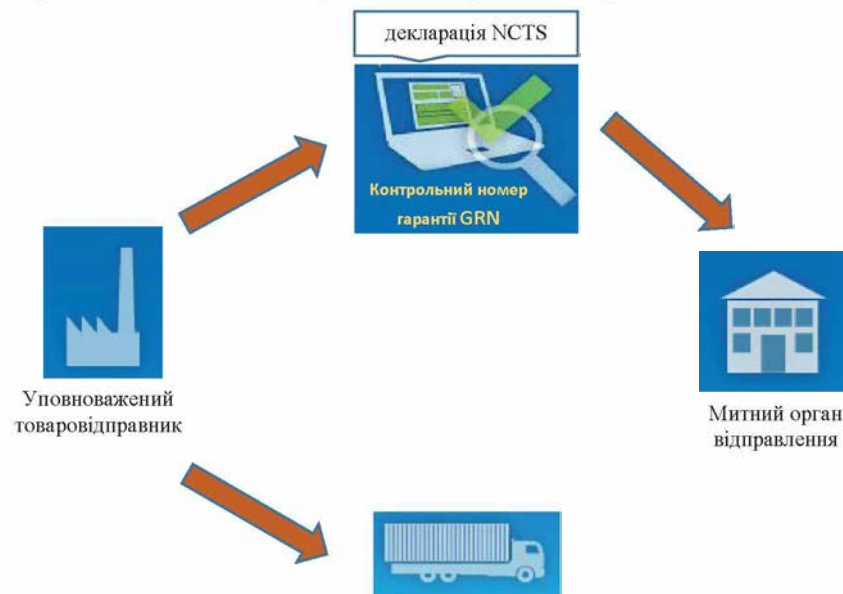 декларація NCTS
Контрольний номер
гарантії GRN
Уповноважений
товаровідправник
Митний орган
відправлення